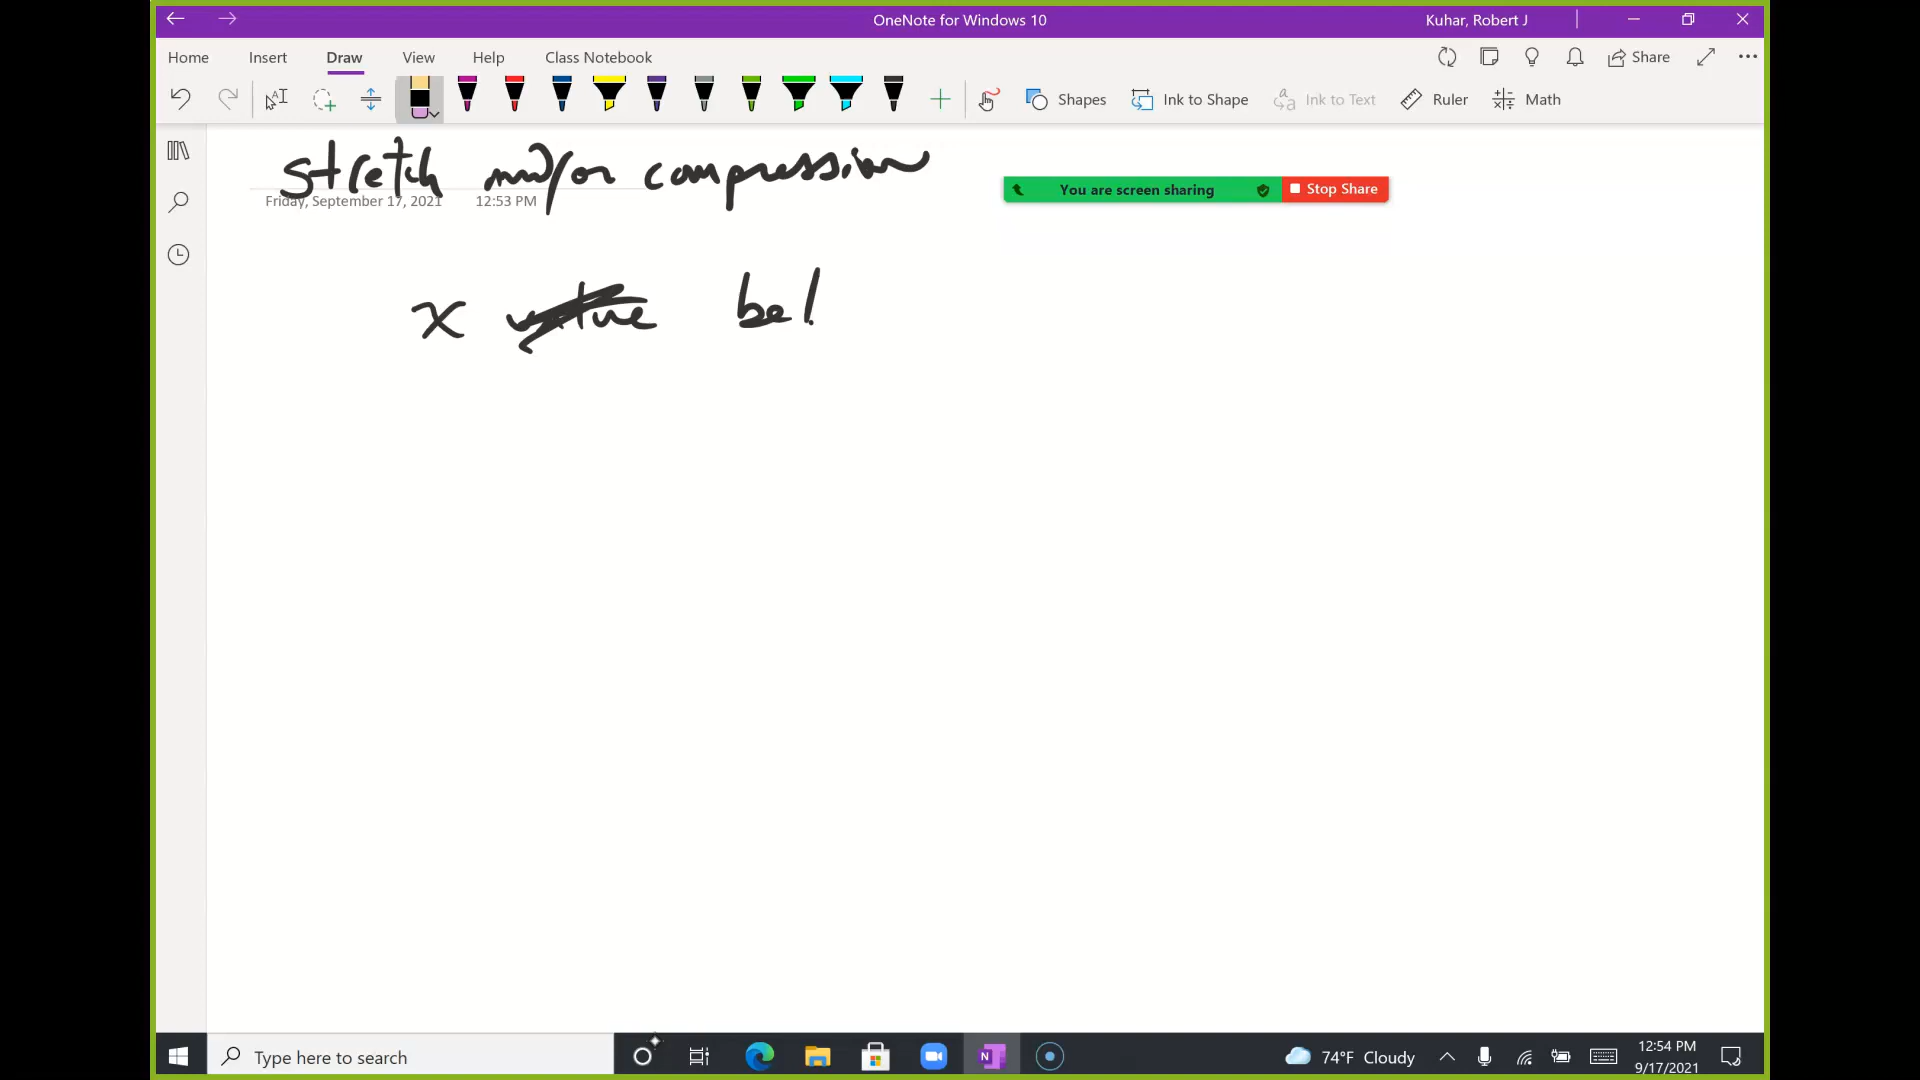 OneNote for Windows 10 Kuhar, Robert J
Home Insert Draw View Help Class Notebook Share
Shapes Ink to Shape Ink to Text Ruler Math
stretch and/or compression
You are screen sharing Stop Share
Friday, September 17, 2021 12:53 PM
x value be
Type here to search
74°F Cloudy
12:54 PM
9/17/2021